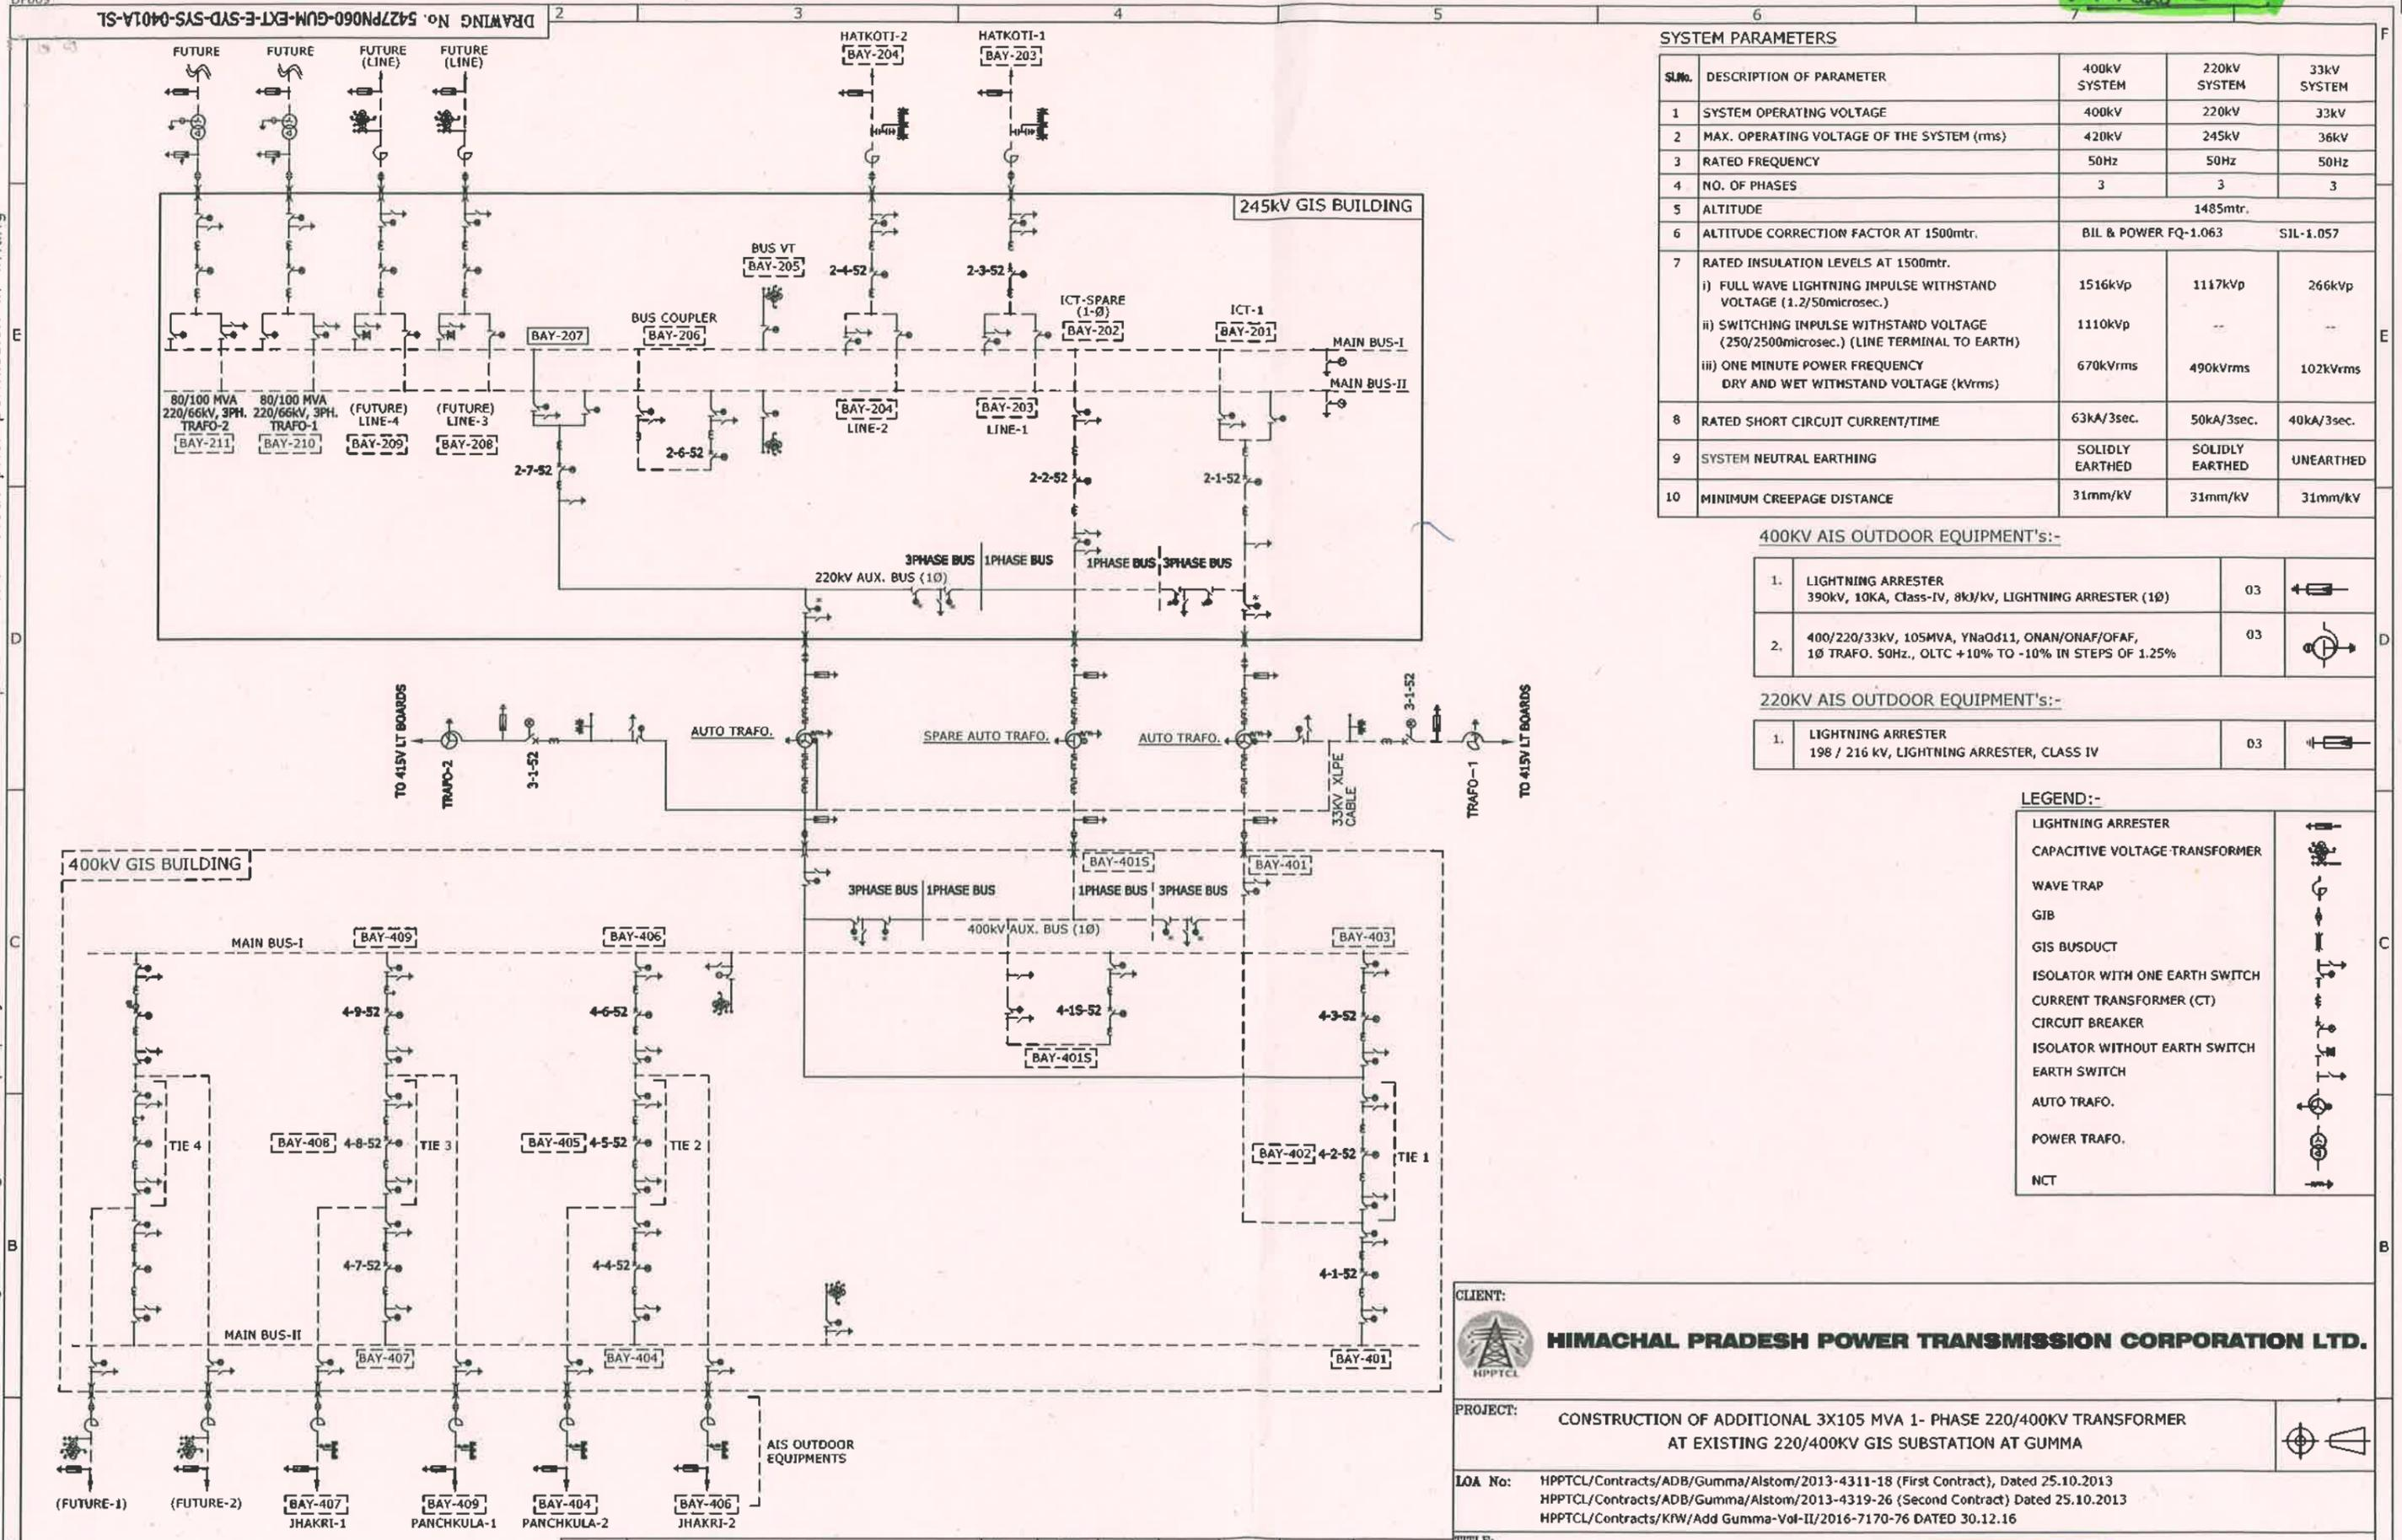 DRAWING No. 5427PN060-GUM-EXT-E-SYD-SYS-0401A-SL
2
3
4
5
6
7
F
E
D
C
B
E
D
C
B
FUTURE
FUTURE
FUTURE
(LINE)
FUTURE
(LINE)
HATKOTI-2
BAY-204
HATKOTI-1
BAY-203
245kV GIS BUILDING
BUS VT
BAY-205
2-4-52
2-3-52
ICT-SPARE
(1-Ø)
BAY-202
ICT-1
BAY-201
BUS COUPLER
BAY-206
BAY-207
MAIN BUS-I
MAIN BUS-II
80/100 MVA
220/66kV, 3PH.
TRAFO-2
BAY-211
80/100 MVA
220/66kV, 3PH.
TRAFO-1
BAY-210
(FUTURE)
LINE-4
BAY-209
(FUTURE)
LINE-3
BAY-208
BAY-204
LINE-2
BAY-203
LINE-1
2-7-52
2-6-52
2-2-52
2-1-52
3PHASE BUS
1PHASE BUS
1PHASE BUS
3PHASE BUS
220kV AUX. BUS (1Ø)
TO 415V LT BOARDS
TRAFO-2
3-1-52
AUTO TRAFO.
SPARE AUTO TRAFO.
AUTO TRAFO.
3-1-52
33KV XLPE
CABLE
TRAFO-1
TO 415V LT BOARDS
400kV GIS BUILDING
BAY-401S
BAY-401
3PHASE BUS
1PHASE BUS
1PHASE BUS
3PHASE BUS
400kV AUX. BUS (1Ø)
MAIN BUS-I
BAY-409
BAY-406
BAY-403
4-9-52
4-6-52
4-1S-52
4-3-52
BAY-401S
TIE 4
BAY-408
4-8-52
TIE 3
BAY-405
4-5-52
TIE 2
BAY-402
4-2-52
TIE 1
4-7-52
4-4-52
4-1-52
MAIN BUS-II
BAY-407
BAY-404
BAY-401
AIS OUTDOOR
EQUIPMENTS
(FUTURE-1)
(FUTURE-2)
BAY-407
JHAKRI-1
BAY-409
PANCHKULA-1
BAY-404
PANCHKULA-2
BAY-406
JHAKRI-2
SYSTEM PARAMETERS
Sl.No. DESCRIPTION OF PARAMETER 400kV SYSTEM 220kV SYSTEM 33kV SYSTEM
1 SYSTEM OPERATING VOLTAGE 400kV 220kV 33kV
2 MAX. OPERATING VOLTAGE OF THE SYSTEM (rms) 420kV 245kV 36kV
3 RATED FREQUENCY 50Hz 50Hz 50Hz
4 NO. OF PHASES 3 3 3
5 ALTITUDE 1485mtr.
6 ALTITUDE CORRECTION FACTOR AT 1500mtr. BIL & POWER FQ-1.063 SIL-1.057
7 RATED INSULATION LEVELS AT 1500mtr.
i) FULL WAVE LIGHTNING IMPULSE WITHSTAND 1516kVp 1117kVp 266kVp
VOLTAGE (1.2/50microsec.)
ii) SWITCHING IMPULSE WITHSTAND VOLTAGE 1110kVp -- --
(250/2500microsec.) (LINE TERMINAL TO EARTH)
iii) ONE MINUTE POWER FREQUENCY 670kVrms 490kVrms 102kVrms
DRY AND WET WITHSTAND VOLTAGE (kVrms)
8 RATED SHORT CIRCUIT CURRENT/TIME 63kA/3sec. 50kA/3sec. 40kA/3sec.
9 SYSTEM NEUTRAL EARTHING SOLIDLY EARTHED SOLIDLY EARTHED UNEARTHED
10 MINIMUM CREEPAGE DISTANCE 31mm/kV 31mm/kV 31mm/kV
400KV AIS OUTDOOR EQUIPMENT's:-
1. LIGHTNING ARRESTER
390kV, 10KA, Class-IV, 8kJ/kV, LIGHTNING ARRESTER (1Ø) 03
2. 400/220/33kV, 105MVA, YNa0d11, ONAN/ONAF/OFAF, 03
1Ø TRAFO. 50Hz., OLTC +10% TO -10% IN STEPS OF 1.25%
220KV AIS OUTDOOR EQUIPMENT's:-
1. LIGHTNING ARRESTER 03
198 / 216 kV, LIGHTNING ARRESTER, CLASS IV
LEGEND:-
LIGHTNING ARRESTER
CAPACITIVE VOLTAGE TRANSFORMER
WAVE TRAP
GIB
GIS BUSDUCT
ISOLATOR WITH ONE EARTH SWITCH
CURRENT TRANSFORMER (CT)
CIRCUIT BREAKER
ISOLATOR WITHOUT EARTH SWITCH
EARTH SWITCH
AUTO TRAFO.
POWER TRAFO.
NCT
CLIENT:
HPPTCL
HIMACHAL PRADESH POWER TRANSMISSION CORPORATION LTD.
PROJECT:
CONSTRUCTION OF ADDITIONAL 3X105 MVA 1- PHASE 220/400KV TRANSFORMER
AT EXISTING 220/400KV GIS SUBSTATION AT GUMMA
LOA No: HPPTCL/Contracts/ADB/Gumma/Alstom/2013-4311-18 (First Contract), Dated 25.10.2013
HPPTCL/Contracts/ADB/Gumma/Alstom/2013-4319-26 (Second Contract) Dated 25.10.2013
HPPTCL/Contracts/KfW/Add Gumma-Vol-II/2016-7170-76 DATED 30.12.16